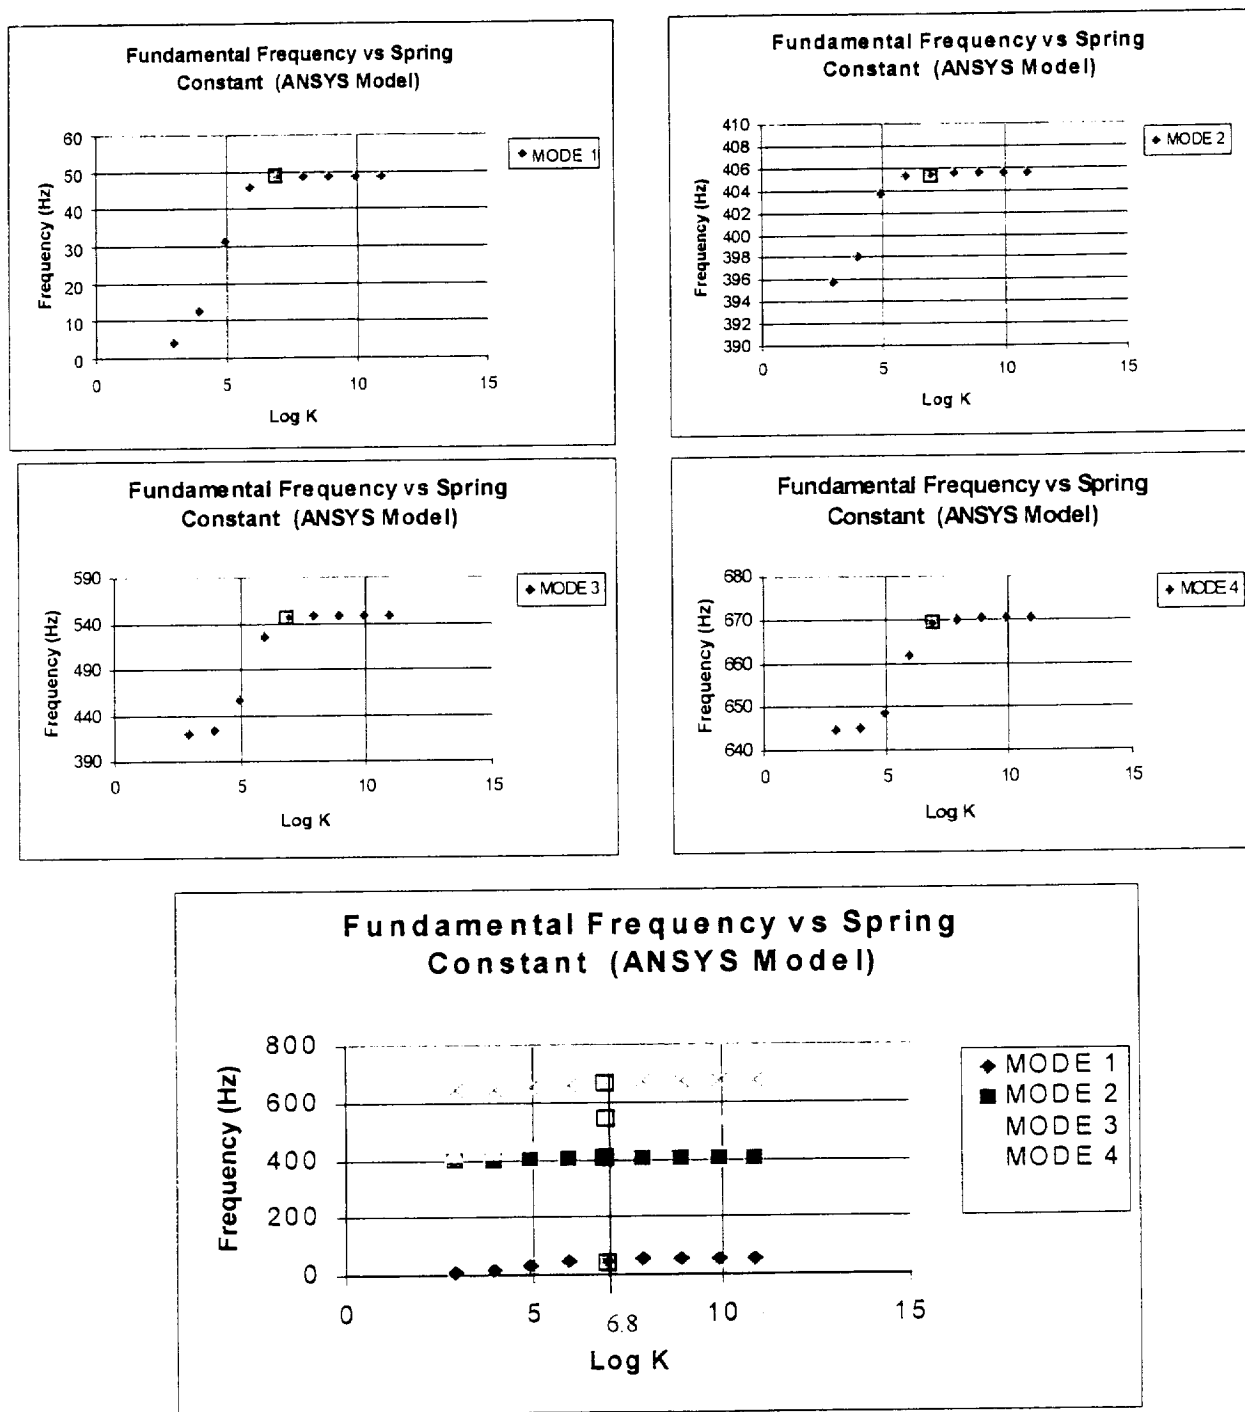 Fundamental Frequency vs Spring
Constant (ANSYS Model)
60
50
40
30
20
10
0
Frequency (Hz)
0
5
10
15
Log K
MODE 1
Fundamental Frequency vs Spring
Constant (ANSYS Model)
410
408
406
404
402
400
398
396
394
392
390
Frequency (Hz)
0
5
10
15
Log K
MODE 2
Fundamental Frequency vs Spring
Constant (ANSYS Model)
590
540
490
440
390
Frequency (Hz)
0
5
10
15
Log K
MODE 3
Fundamental Frequency vs Spring
Constant (ANSYS Model)
680
670
660
650
640
Frequency (Hz)
0
5
10
15
Log K
MODE 4
Fundamental Frequency vs Spring
Constant (ANSYS Model)
800
600
400
200
0
Frequency (Hz)
0
5
6.8
10
15
Log K
MODE 1
MODE 2
MODE 3
MODE 4